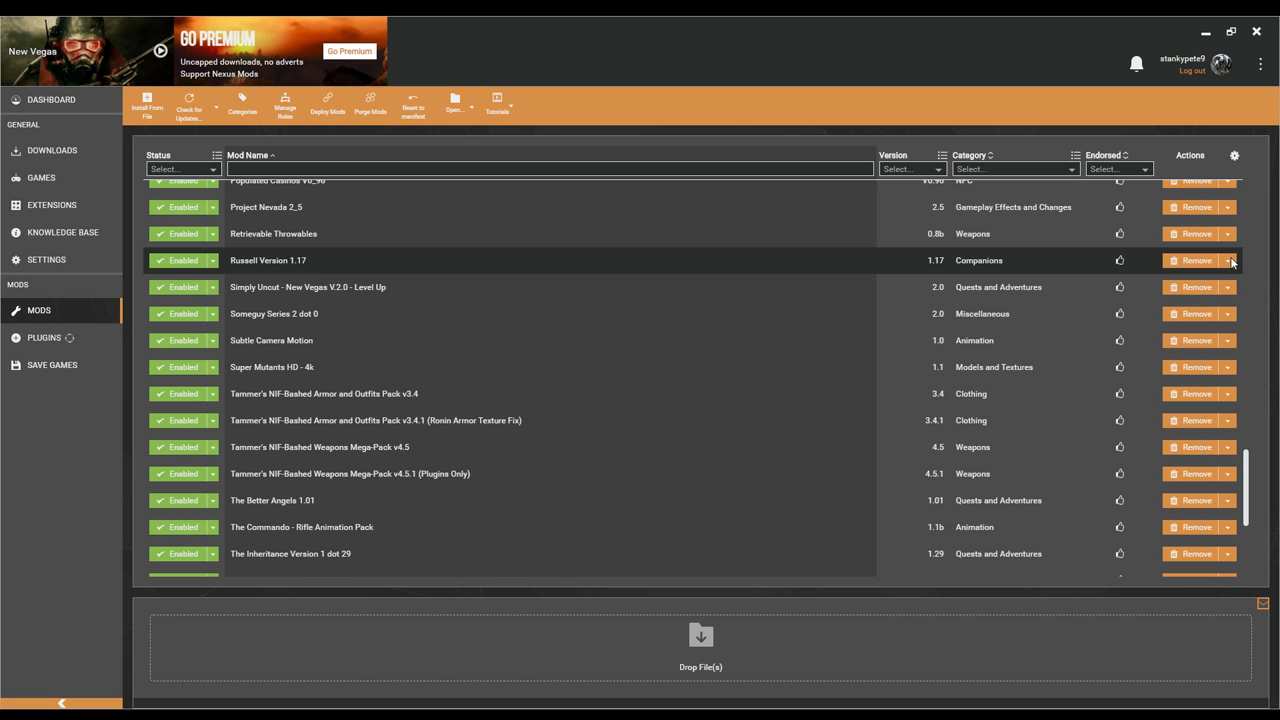 New Vegas
GO PREMIUM
Uncapped downloads, no adverts
Support Nexus Mods
Go Premium
stankypete9
Log out
DASHBOARD
GENERAL
DOWNLOADS
GAMES
EXTENSIONS
KNOWLEDGE BASE
SETTINGS
MODS
MODS
PLUGINS
SAVE GAMES
Install From File
Check for Updates...
Categories
Manage Rules
Deploy Mods
Purge Mods
Reset to manifest
Open...
Tutorials
Status Mod Name Version Category Endorsed Actions
Select... Select... Select... Select...
Enabled Populated Casinos V0_96 V0.96 NPC Remove
Enabled Project Nevada 2_5 2.5 Gameplay Effects and Changes Remove
Enabled Retrievable Throwables 0.8b Weapons Remove
Enabled Russell Version 1.17 1.17 Companions Remove
Enabled Simply Uncut - New Vegas V.2.0 - Level Up 2.0 Quests and Adventures Remove
Enabled Someguy Series 2 dot 0 2.0 Miscellaneous Remove
Enabled Subtle Camera Motion 1.0 Animation Remove
Enabled Super Mutants HD - 4k 1.1 Models and Textures Remove
Enabled Tammer's NIF-Bashed Armor and Outfits Pack v3.4 3.4 Clothing Remove
Enabled Tammer's NIF-Bashed Armor and Outfits Pack v3.4.1 (Ronin Armor Texture Fix) 3.4.1 Clothing Remove
Enabled Tammer's NIF-Bashed Weapons Mega-Pack v4.5 4.5 Weapons Remove
Enabled Tammer's NIF-Bashed Weapons Mega-Pack v4.5.1 (Plugins Only) 4.5.1 Weapons Remove
Enabled The Better Angels 1.01 1.01 Quests and Adventures Remove
Enabled The Commando - Rifle Animation Pack 1.1b Animation Remove
Enabled The Inheritance Version 1 dot 29 1.29 Quests and Adventures Remove
Drop File(s)